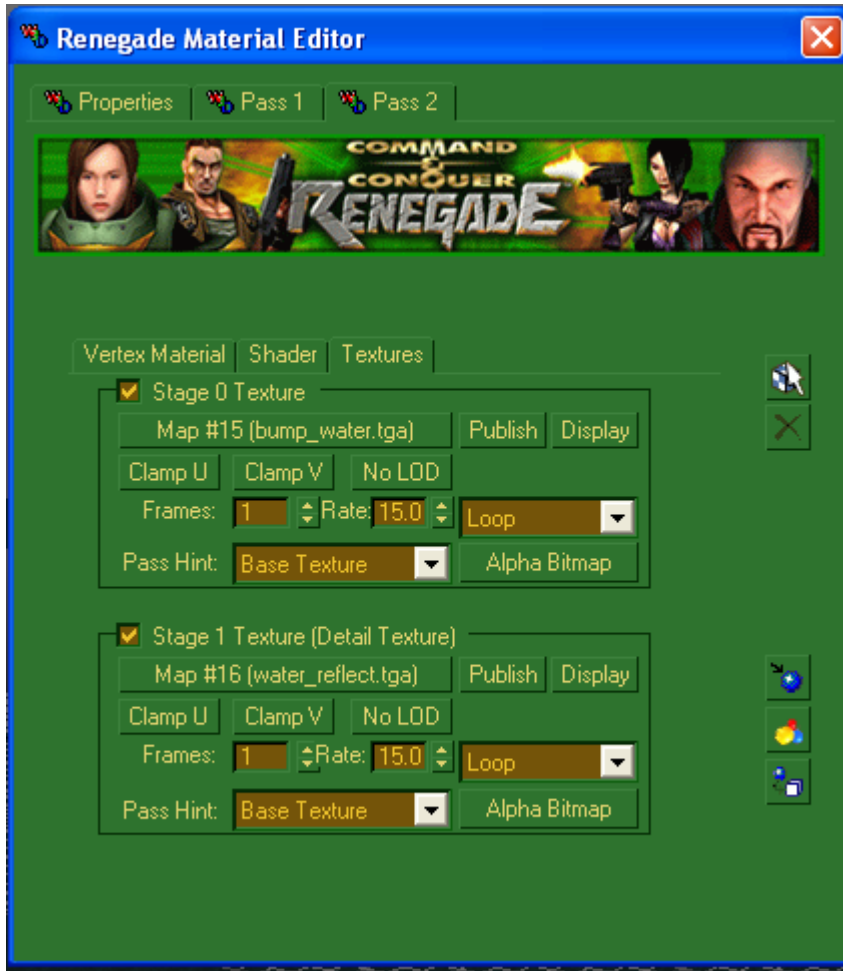 Renegade Material Editor
Properties Pass 1 Pass 2
COMMAND
&
CONQUER
RENEGADE
Vertex Material Shader Textures
Stage 0 Texture
Map #15 (bump_water.tga) Publish Display
Clamp U Clamp V No LOD
Frames: 1 Rate: 15.0 Loop
Pass Hint: Base Texture Alpha Bitmap
Stage 1 Texture (Detail Texture)
Map #16 (water_reflect.tga) Publish Display
Clamp U Clamp V No LOD
Frames: 1 Rate: 15.0 Loop
Pass Hint: Base Texture Alpha Bitmap